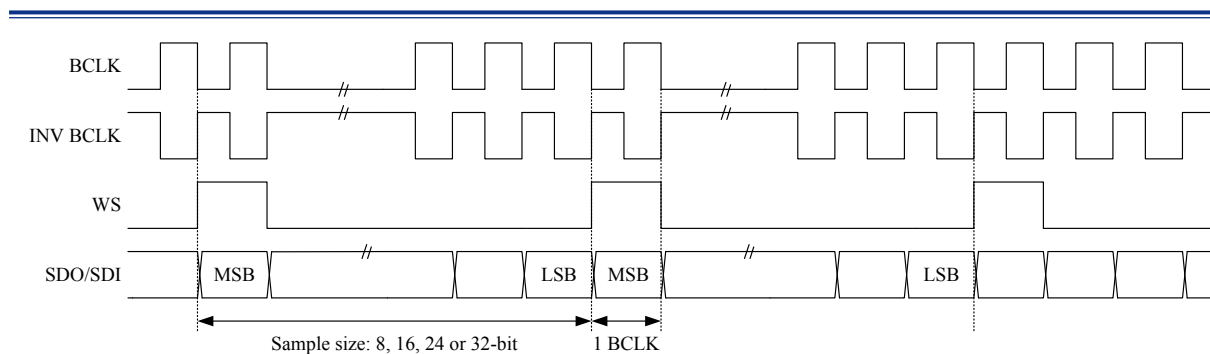 BCLK
INV BCLK
WS
SDO/SDI
MSB
LSB
MSB
LSB
Sample size: 8, 16, 24 or 32-bit
1 BCLK